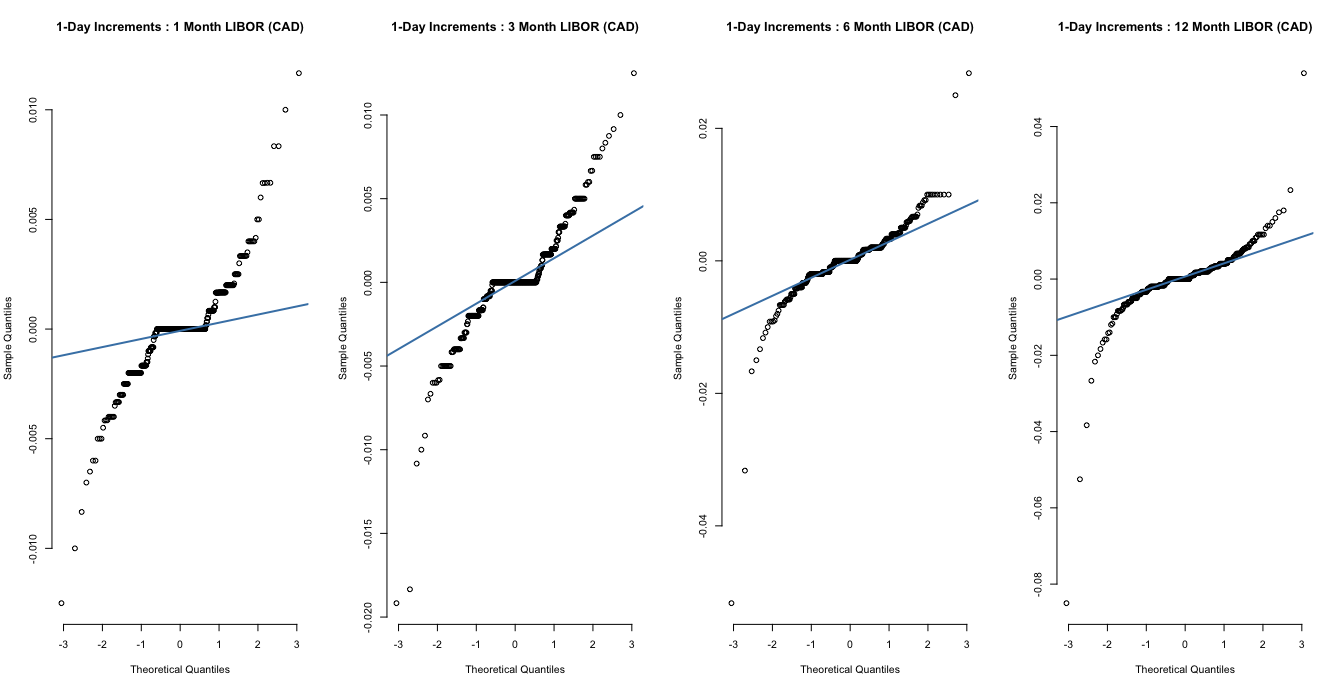 1-Day Increments : 1 Month LIBOR (CAD)
Sample Quantiles
0.010
0.005
0.000
-0.005
-0.010
-3 -2 -1 0 1 2 3
Theoretical Quantiles
1-Day Increments : 3 Month LIBOR (CAD)
Sample Quantiles
0.010
0.005
0.000
-0.005
-0.010
-0.015
-0.020
-3 -2 -1 0 1 2 3
Theoretical Quantiles
1-Day Increments : 6 Month LIBOR (CAD)
Sample Quantiles
0.02
0.00
-0.02
-0.04
-3 -2 -1 0 1 2 3
Theoretical Quantiles
1-Day Increments : 12 Month LIBOR (CAD)
Sample Quantiles
0.04
0.02
0.00
-0.02
-0.04
-0.06
-0.08
-3 -2 -1 0 1 2 3
Theoretical Quantiles